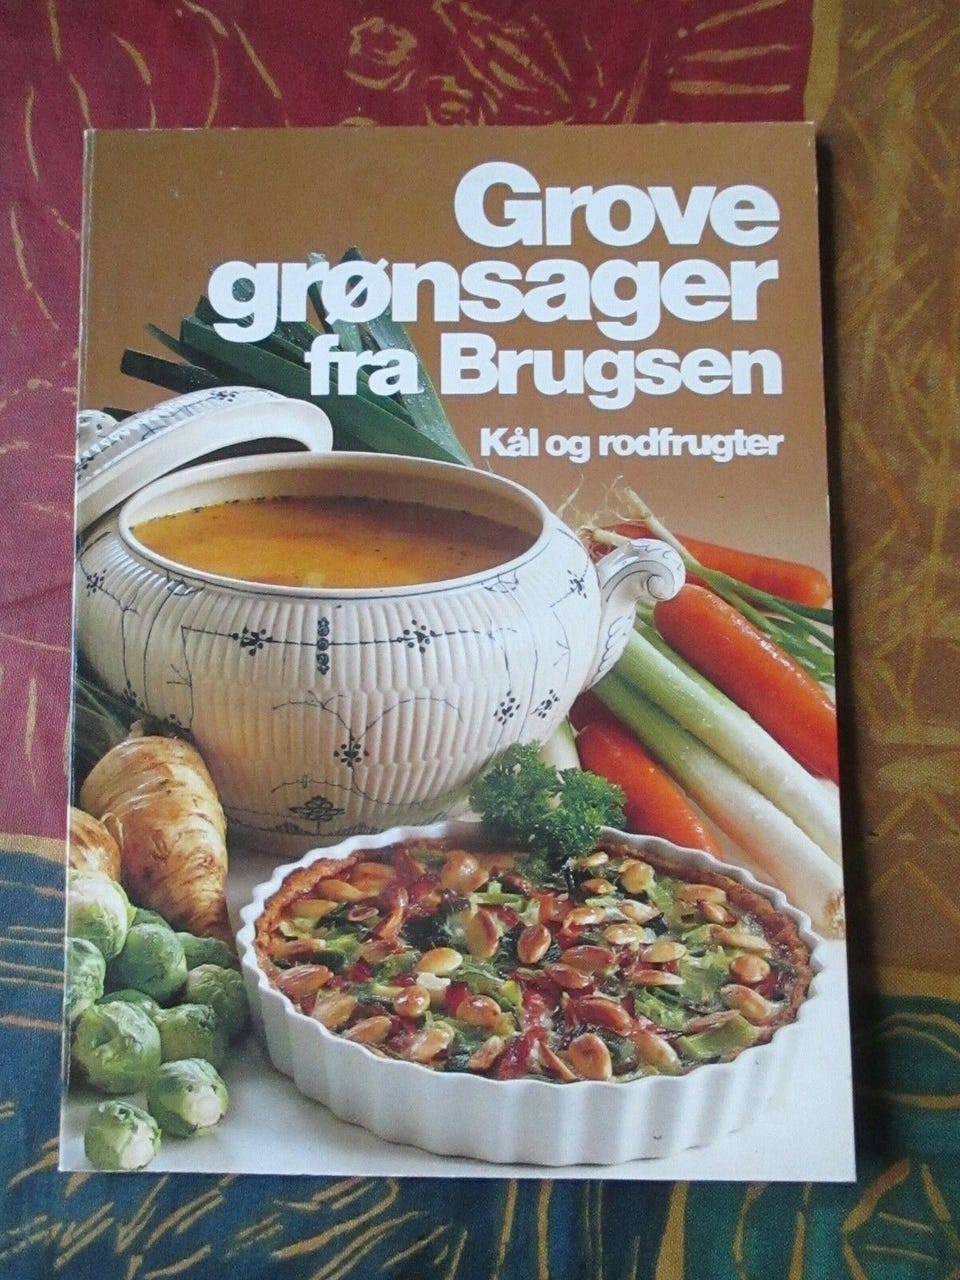 Grove
grønsager
fra Brugsen
Kål og rodfrugter